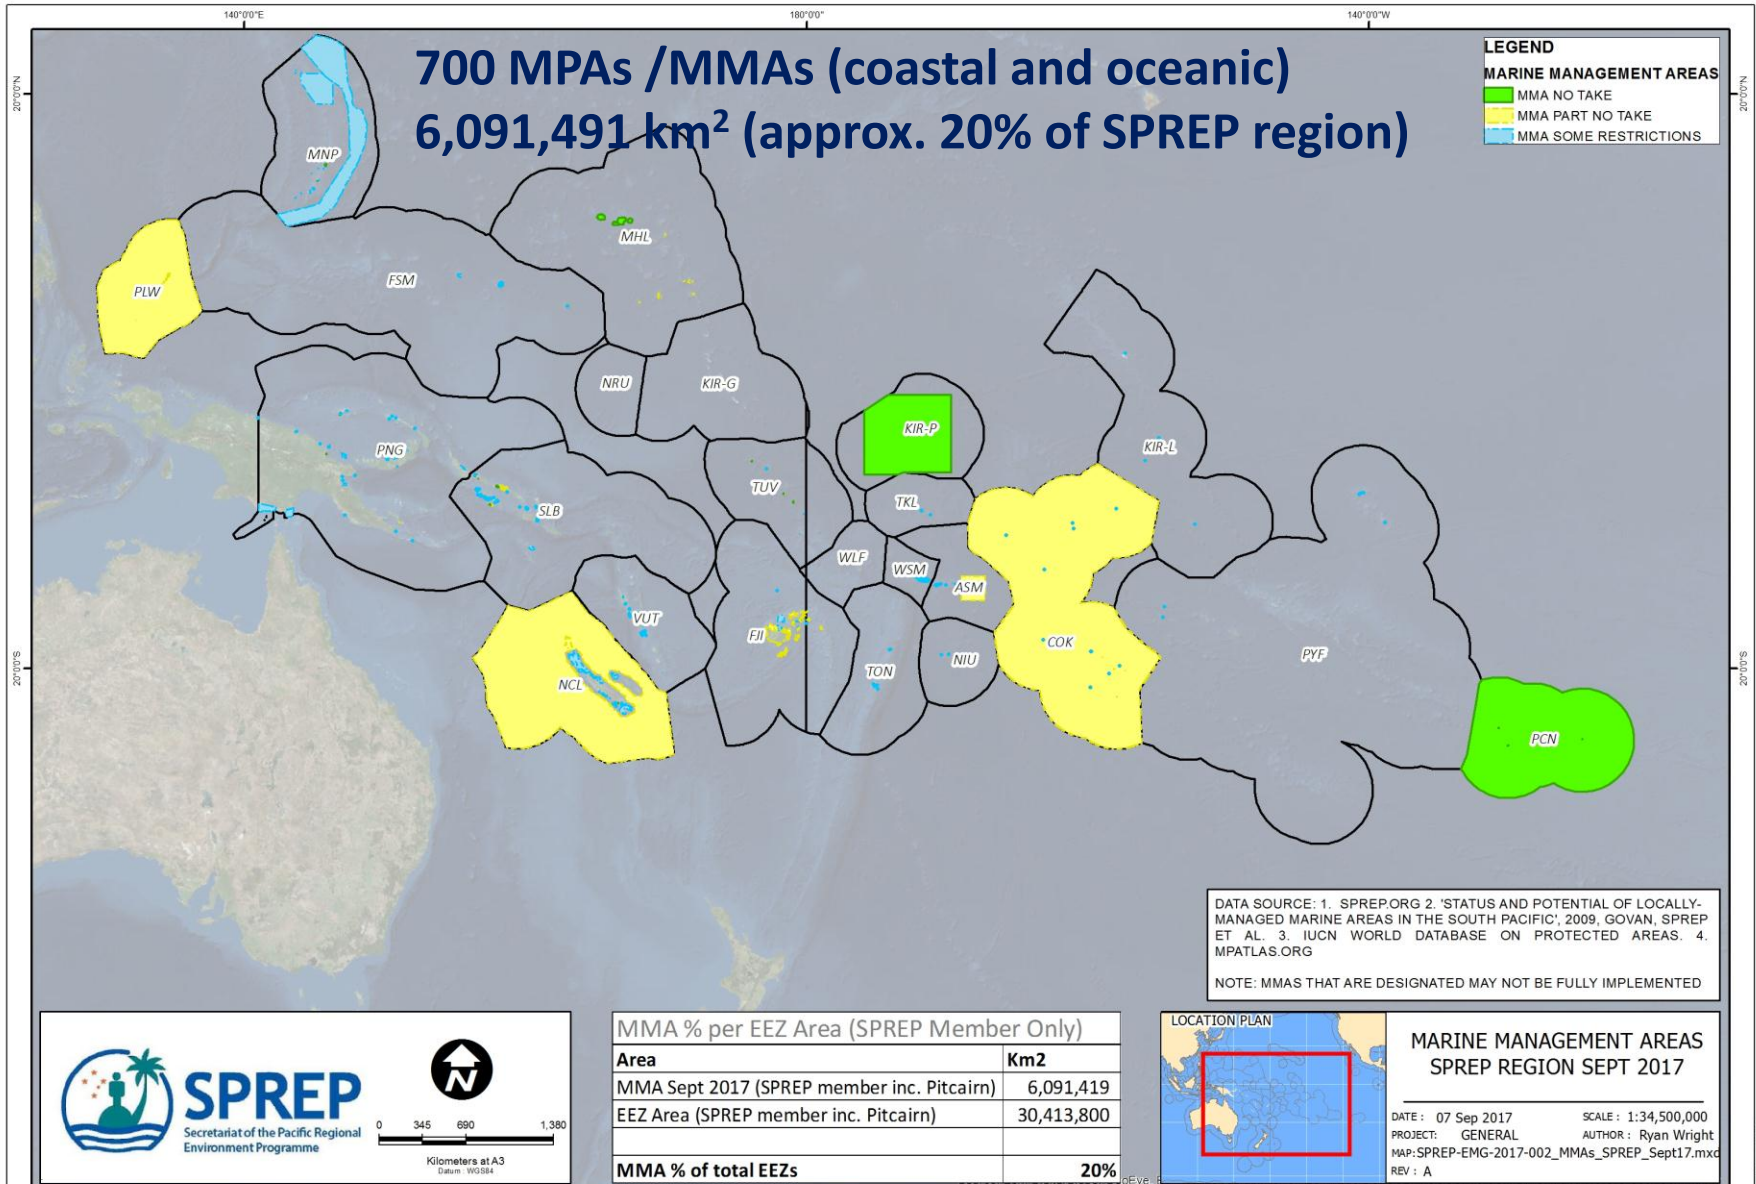 140°0'0"E
180°0'0"
140°0'0"W
700 MPAs /MMAs (coastal and oceanic)
6,091,491 km² (approx. 20% of SPREP region)
LEGEND
MARINE MANAGEMENT AREAS
MMA NO TAKE
MMA PART NO TAKE
MMA SOME RESTRICTIONS
20°0'0"N
20°0'0"N
MNP
MHL
PLW
FSM
NRU
KIR-G
KIR-P
KIR-L
PNG
TUV
TKL
SLB
WLF
WSM
ASM
VUT
FJI
TON
NIU
COK
PYF
NCL
PCN
20°0'0"S
20°0'0"S
DATA SOURCE: 1. SPREP.ORG 2. 'STATUS AND POTENTIAL OF LOCALLY-
MANAGED MARINE AREAS IN THE SOUTH PACIFIC', 2009, GOVAN, SPREP
ET AL. 3. IUCN WORLD DATABASE ON PROTECTED AREAS. 4.
MPATLAS.ORG
NOTE: MMAS THAT ARE DESIGNATED MAY NOT BE FULLY IMPLEMENTED
SPREP
Secretariat of the Pacific Regional
Environment Programme
N
0 345 690 1,380
Kilometers at A3
Datum : WGS84
MMA % per EEZ Area (SPREP Member Only)
Area Km2
MMA Sept 2017 (SPREP member inc. Pitcairn) 6,091,419
EEZ Area (SPREP member inc. Pitcairn) 30,413,800
MMA % of total EEZs 20%
LOCATION PLAN
MARINE MANAGEMENT AREAS
SPREP REGION SEPT 2017
DATE : 07 Sep 2017 SCALE : 1:34,500,000
PROJECT: GENERAL AUTHOR : Ryan Wright
MAP: SPREP-EMG-2017-002_MMAs_SPREP_Sept17.mxd
REV : A